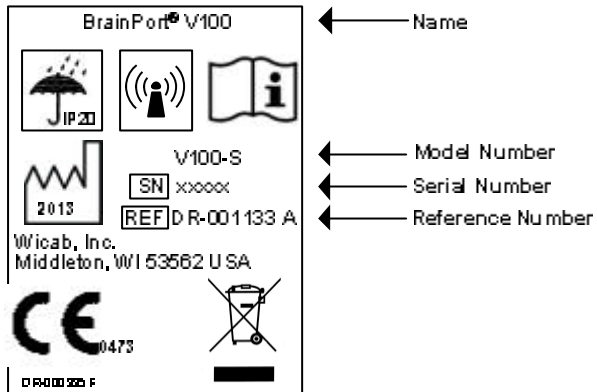 BrainPort® V100
Name
IP20
V100-S
Model Number
2013
SN xxxxx
Serial Number
REF DR-001133 A
Reference Number
Wicab, Inc.
Middleton, WI 53562 USA
CE 0473